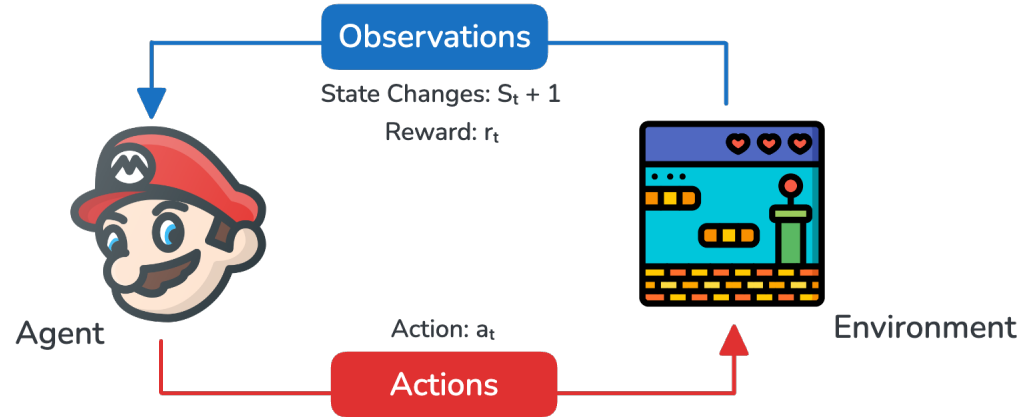 Observations
State Changes: Sₜ + 1
Reward: rₜ
M
Agent
Environment
Action: aₜ
Actions